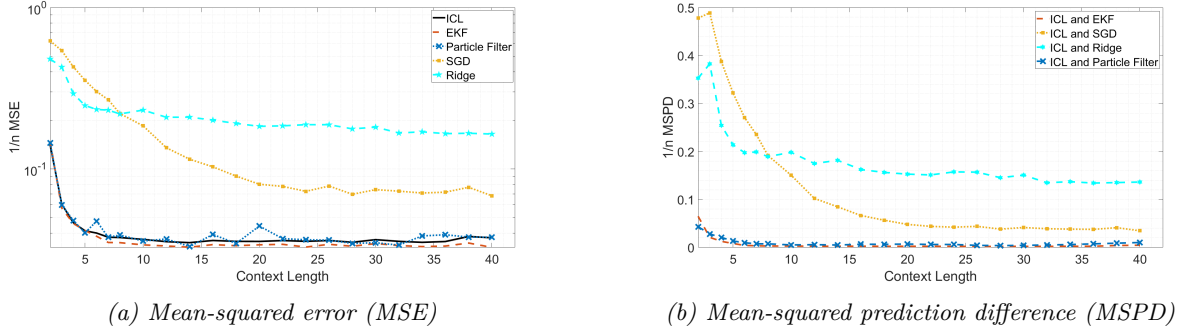 10^0
10^-1
1/n MSE
5
10
15
20
25
30
35
40
Context Length
ICL
EKF
Particle Filter
SGD
Ridge
(a) Mean-squared error (MSE)
0.5
0.4
0.3
0.2
0.1
0
1/n MSPD
5
10
15
20
25
30
35
40
Context Length
ICL and EKF
ICL and SGD
ICL and Ridge
ICL and Particle Filter
(b) Mean-squared prediction difference (MSPD)